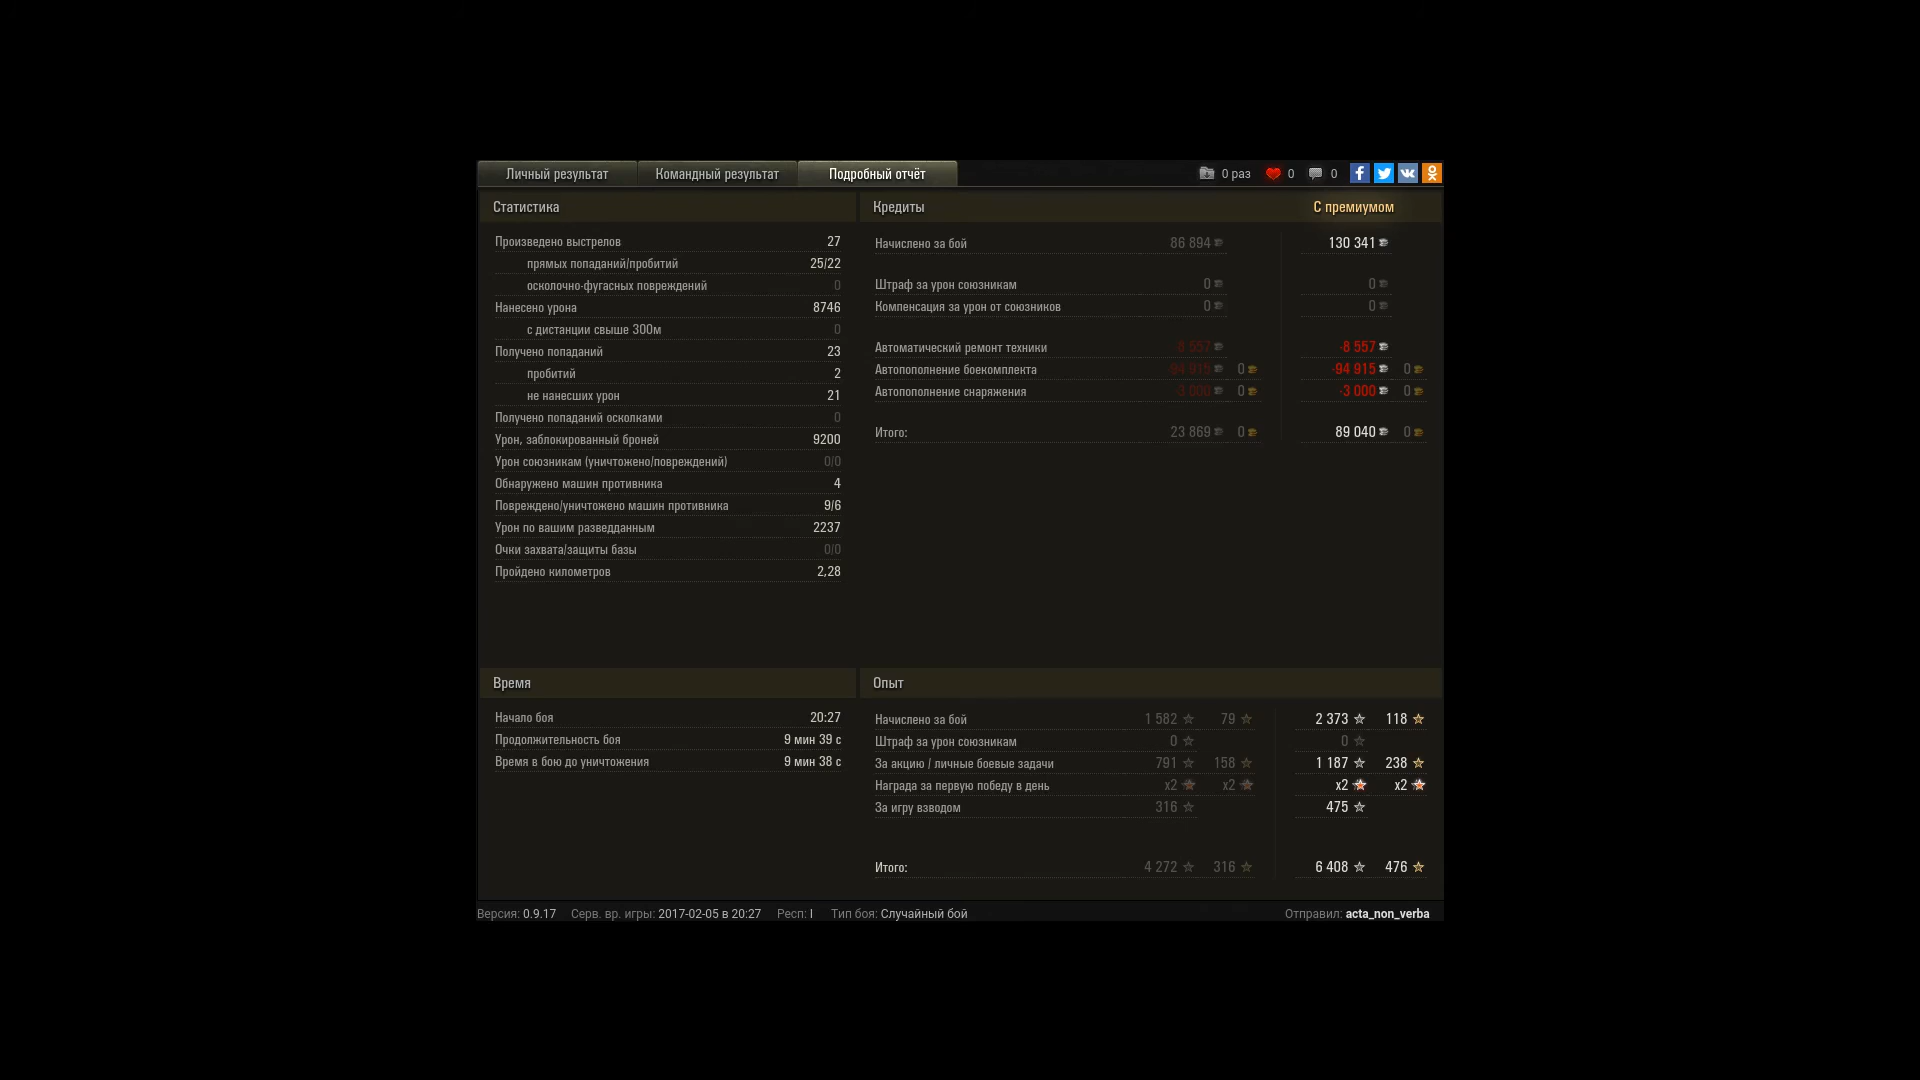 Личный результат Командный результат Подробный отчёт 0 раз 0 0
Статистика
Произведено выстрелов 27
прямых попаданий/пробитий 25/22
осколочно-фугасных повреждений 0
Нанесено урона 8746
с дистанции свыше 300м 0
Получено попаданий 23
пробитий 2
не нанесших урон 21
Получено попаданий осколками 0
Урон, заблокированный броней 9200
Урон союзникам (уничтожено/повреждений) 0/0
Обнаружено машин противника 4
Повреждено/уничтожено машин противника 9/6
Урон по вашим разведданным 2237
Очки захвата/защиты базы 0/0
Пройдено километров 2,28
Кредиты С премиумом
Начислено за бой 86 894 130 341
Штраф за урон союзникам 0 0
Компенсация за урон от союзников 0 0
Автоматический ремонт техники -8 557 -8 557
Автопополнение боекомплекта -94 915 0 -94 915 0
Автопополнение снаряжения -3 000 0 -3 000 0
Итого: 23 869 0 89 040 0
Время
Начало боя 20:27
Продолжительность боя 9 мин 39 с
Время в бою до уничтожения 9 мин 38 с
Опыт
Начислено за бой 1 582 79 2 373 118
Штраф за урон союзникам 0 0
За акцию / личные боевые задачи 791 158 1 187 238
Награда за первую победу в день x2 x2 x2 x2
За игру взводом 316 475
Итого: 4 272 316 6 408 476
Версия: 0.9.17 Серв. вр. игры: 2017-02-05 в 20:27 Респ: I Тип боя: Случайный бой Отправил: acta_non_verba